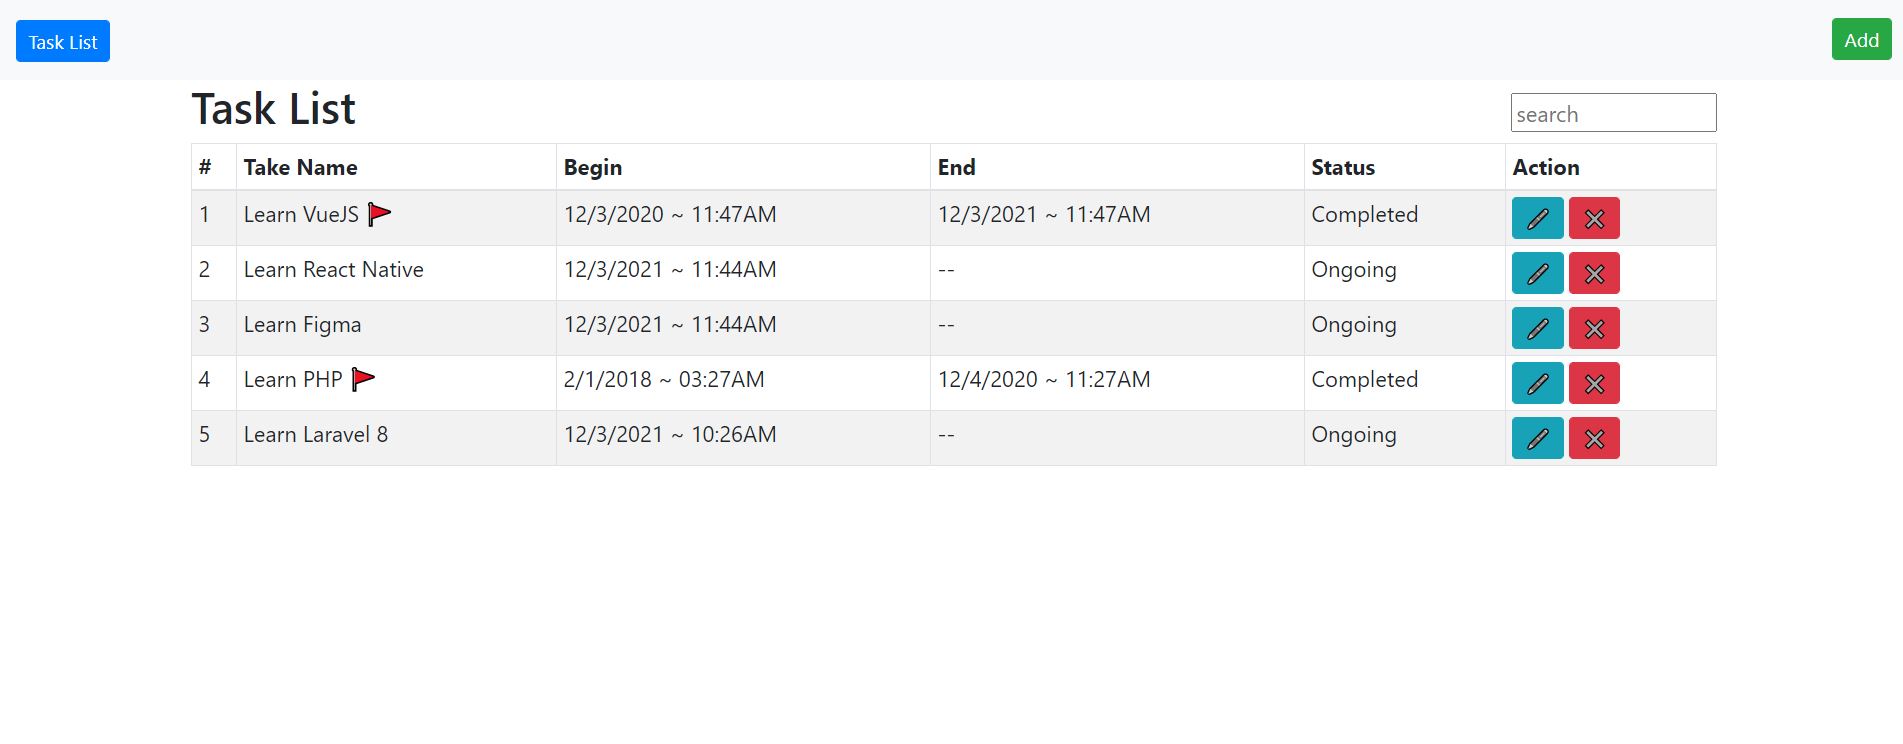 Task List
Add
Task List
search
# Take Name Begin End Status Action
1 Learn VueJS 12/3/2020 ~ 11:47AM 12/3/2021 ~ 11:47AM Completed
2 Learn React Native 12/3/2021 ~ 11:44AM -- Ongoing
3 Learn Figma 12/3/2021 ~ 11:44AM -- Ongoing
4 Learn PHP 2/1/2018 ~ 03:27AM 12/4/2020 ~ 11:27AM Completed
5 Learn Laravel 8 12/3/2021 ~ 10:26AM -- Ongoing